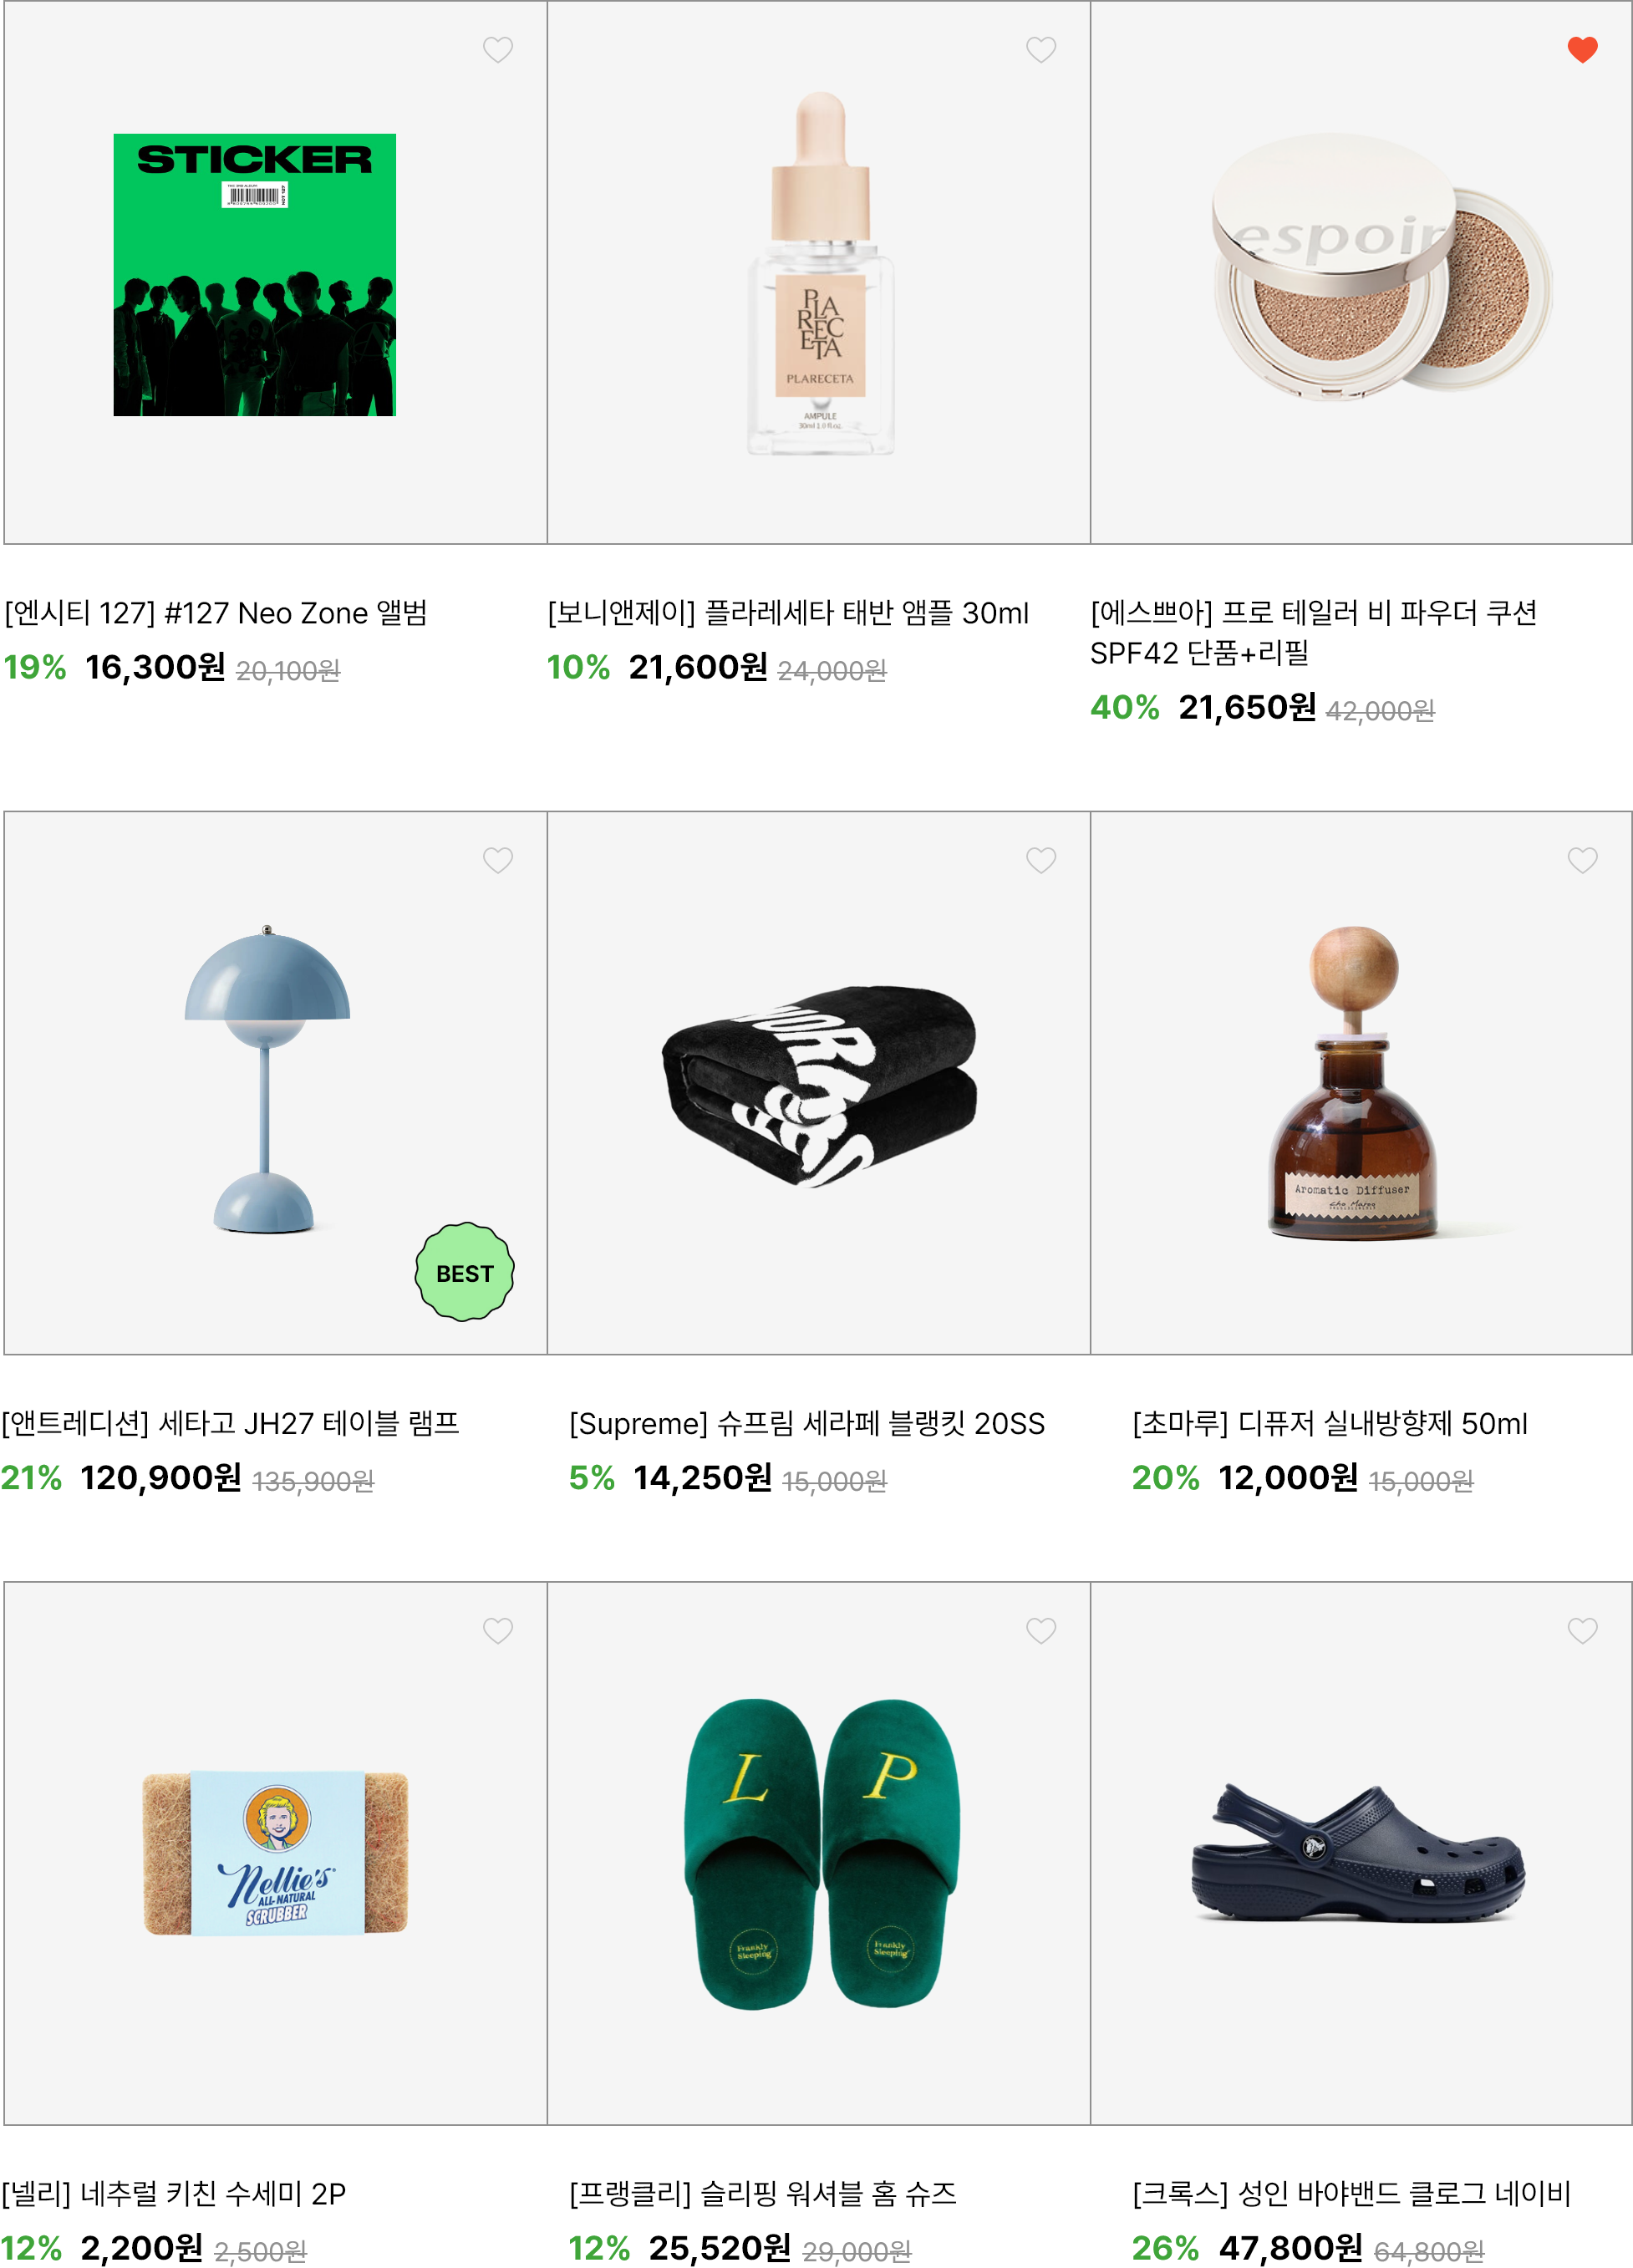 STICKER
PLA
REC
ETA
PLARECETA
AMPULE
30ml 1.0 fl.oz.
espoir
[엔시티 127] #127 Neo Zone 앨범
19% 16,300원 20,100원
[보니앤제이] 플라레세타 태반 앰플 30ml
10% 21,600원 24,000원
[에스쁘아] 프로 테일러 비 파우더 쿠션
SPF42 단품+리필
40% 21,650원 42,000원
BEST
Aromatic Diffuser
[앤트레디션] 세타고 JH27 테이블 램프
21% 120,900원 135,900원
[Supreme] 슈프림 세라페 블랭킷 20SS
5% 14,250원 15,000원
[초마루] 디퓨저 실내방향제 50ml
20% 12,000원 15,000원
Nellie's
ALL-NATURAL
SCRUBBER
L P
Frankly
Sleeping
Frankly
Sleeping
[넬리] 네추럴 키친 수세미 2P
12% 2,200원 2,500원
[프랭클리] 슬리핑 워셔블 홈 슈즈
12% 25,520원 29,000원
[크록스] 성인 바야밴드 클로그 네이비
26% 47,800원 64,800원